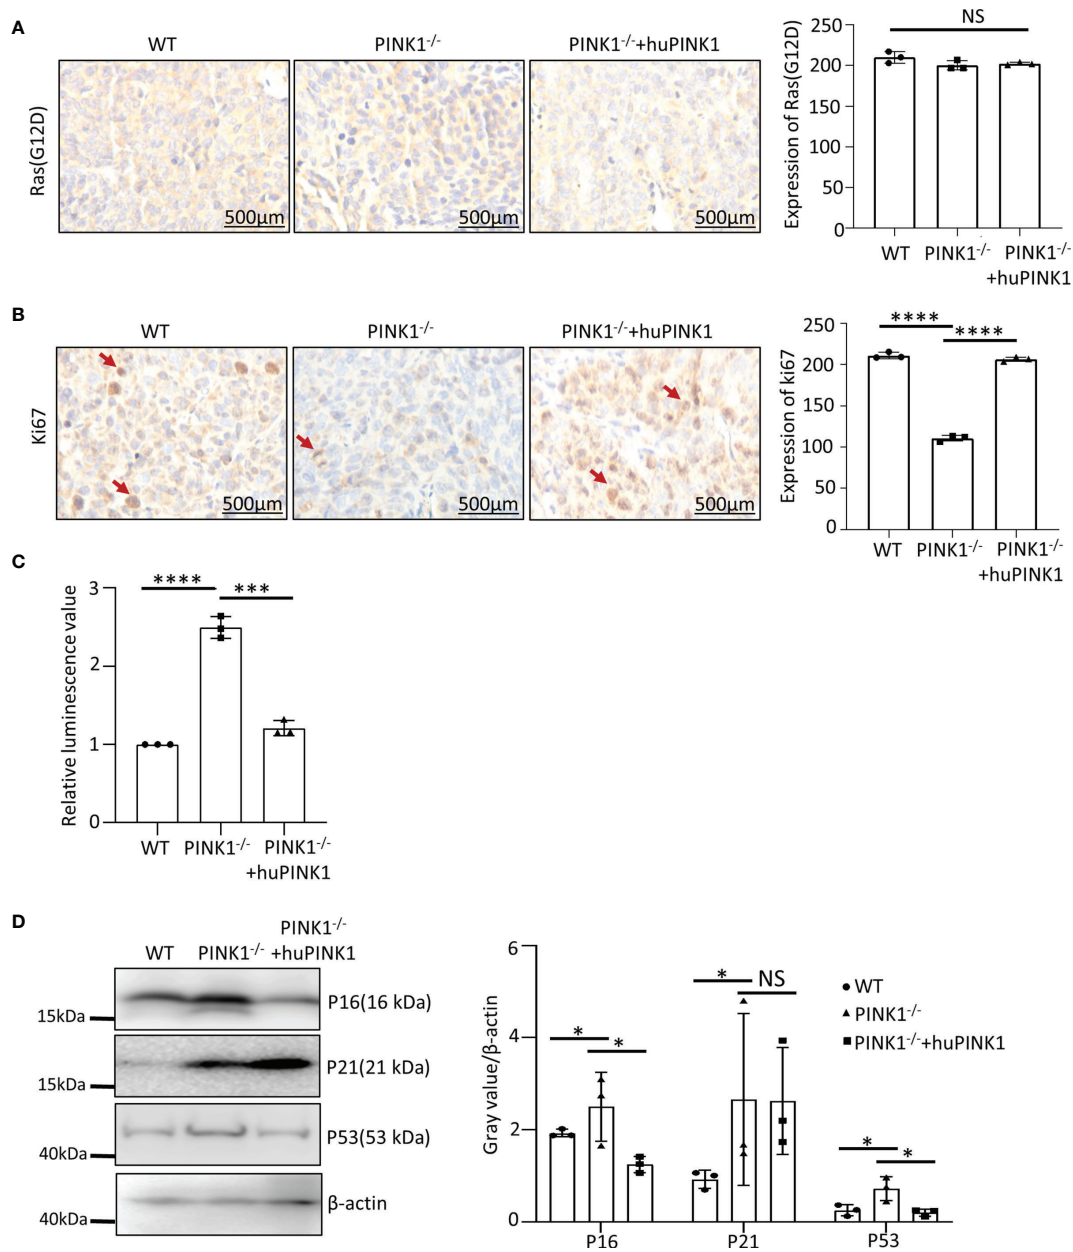 A
WT
PINK1-/-
PINK1-/-+huPINK1
Ras(G12D)
500μm
500μm
500μm
Expression of Ras(G12D)
250
200
150
100
50
0
NS
WT
PINK1-/-
PINK1-/-
+huPINK1
B
WT
PINK1-/-
PINK1-/-+huPINK1
Ki67
500μm
500μm
500μm
Expression of ki67
250
200
150
100
50
0
****
****
WT
PINK1-/-
PINK1-/-
+huPINK1
C
Relative luminescence value
3
2
1
0
****
***
WT
PINK1-/-
PINK1-/-
+huPINK1
D
WT
PINK1-/-
PINK1-/-
+huPINK1
15kDa
P16(16 kDa)
15kDa
P21(21 kDa)
40kDa
P53(53 kDa)
40kDa
β-actin
Gray value/β-actin
6
4
2
0
*
*
*
NS
*
*
P16
P21
P53
WT
PINK1-/-
PINK1-/-+huPINK1